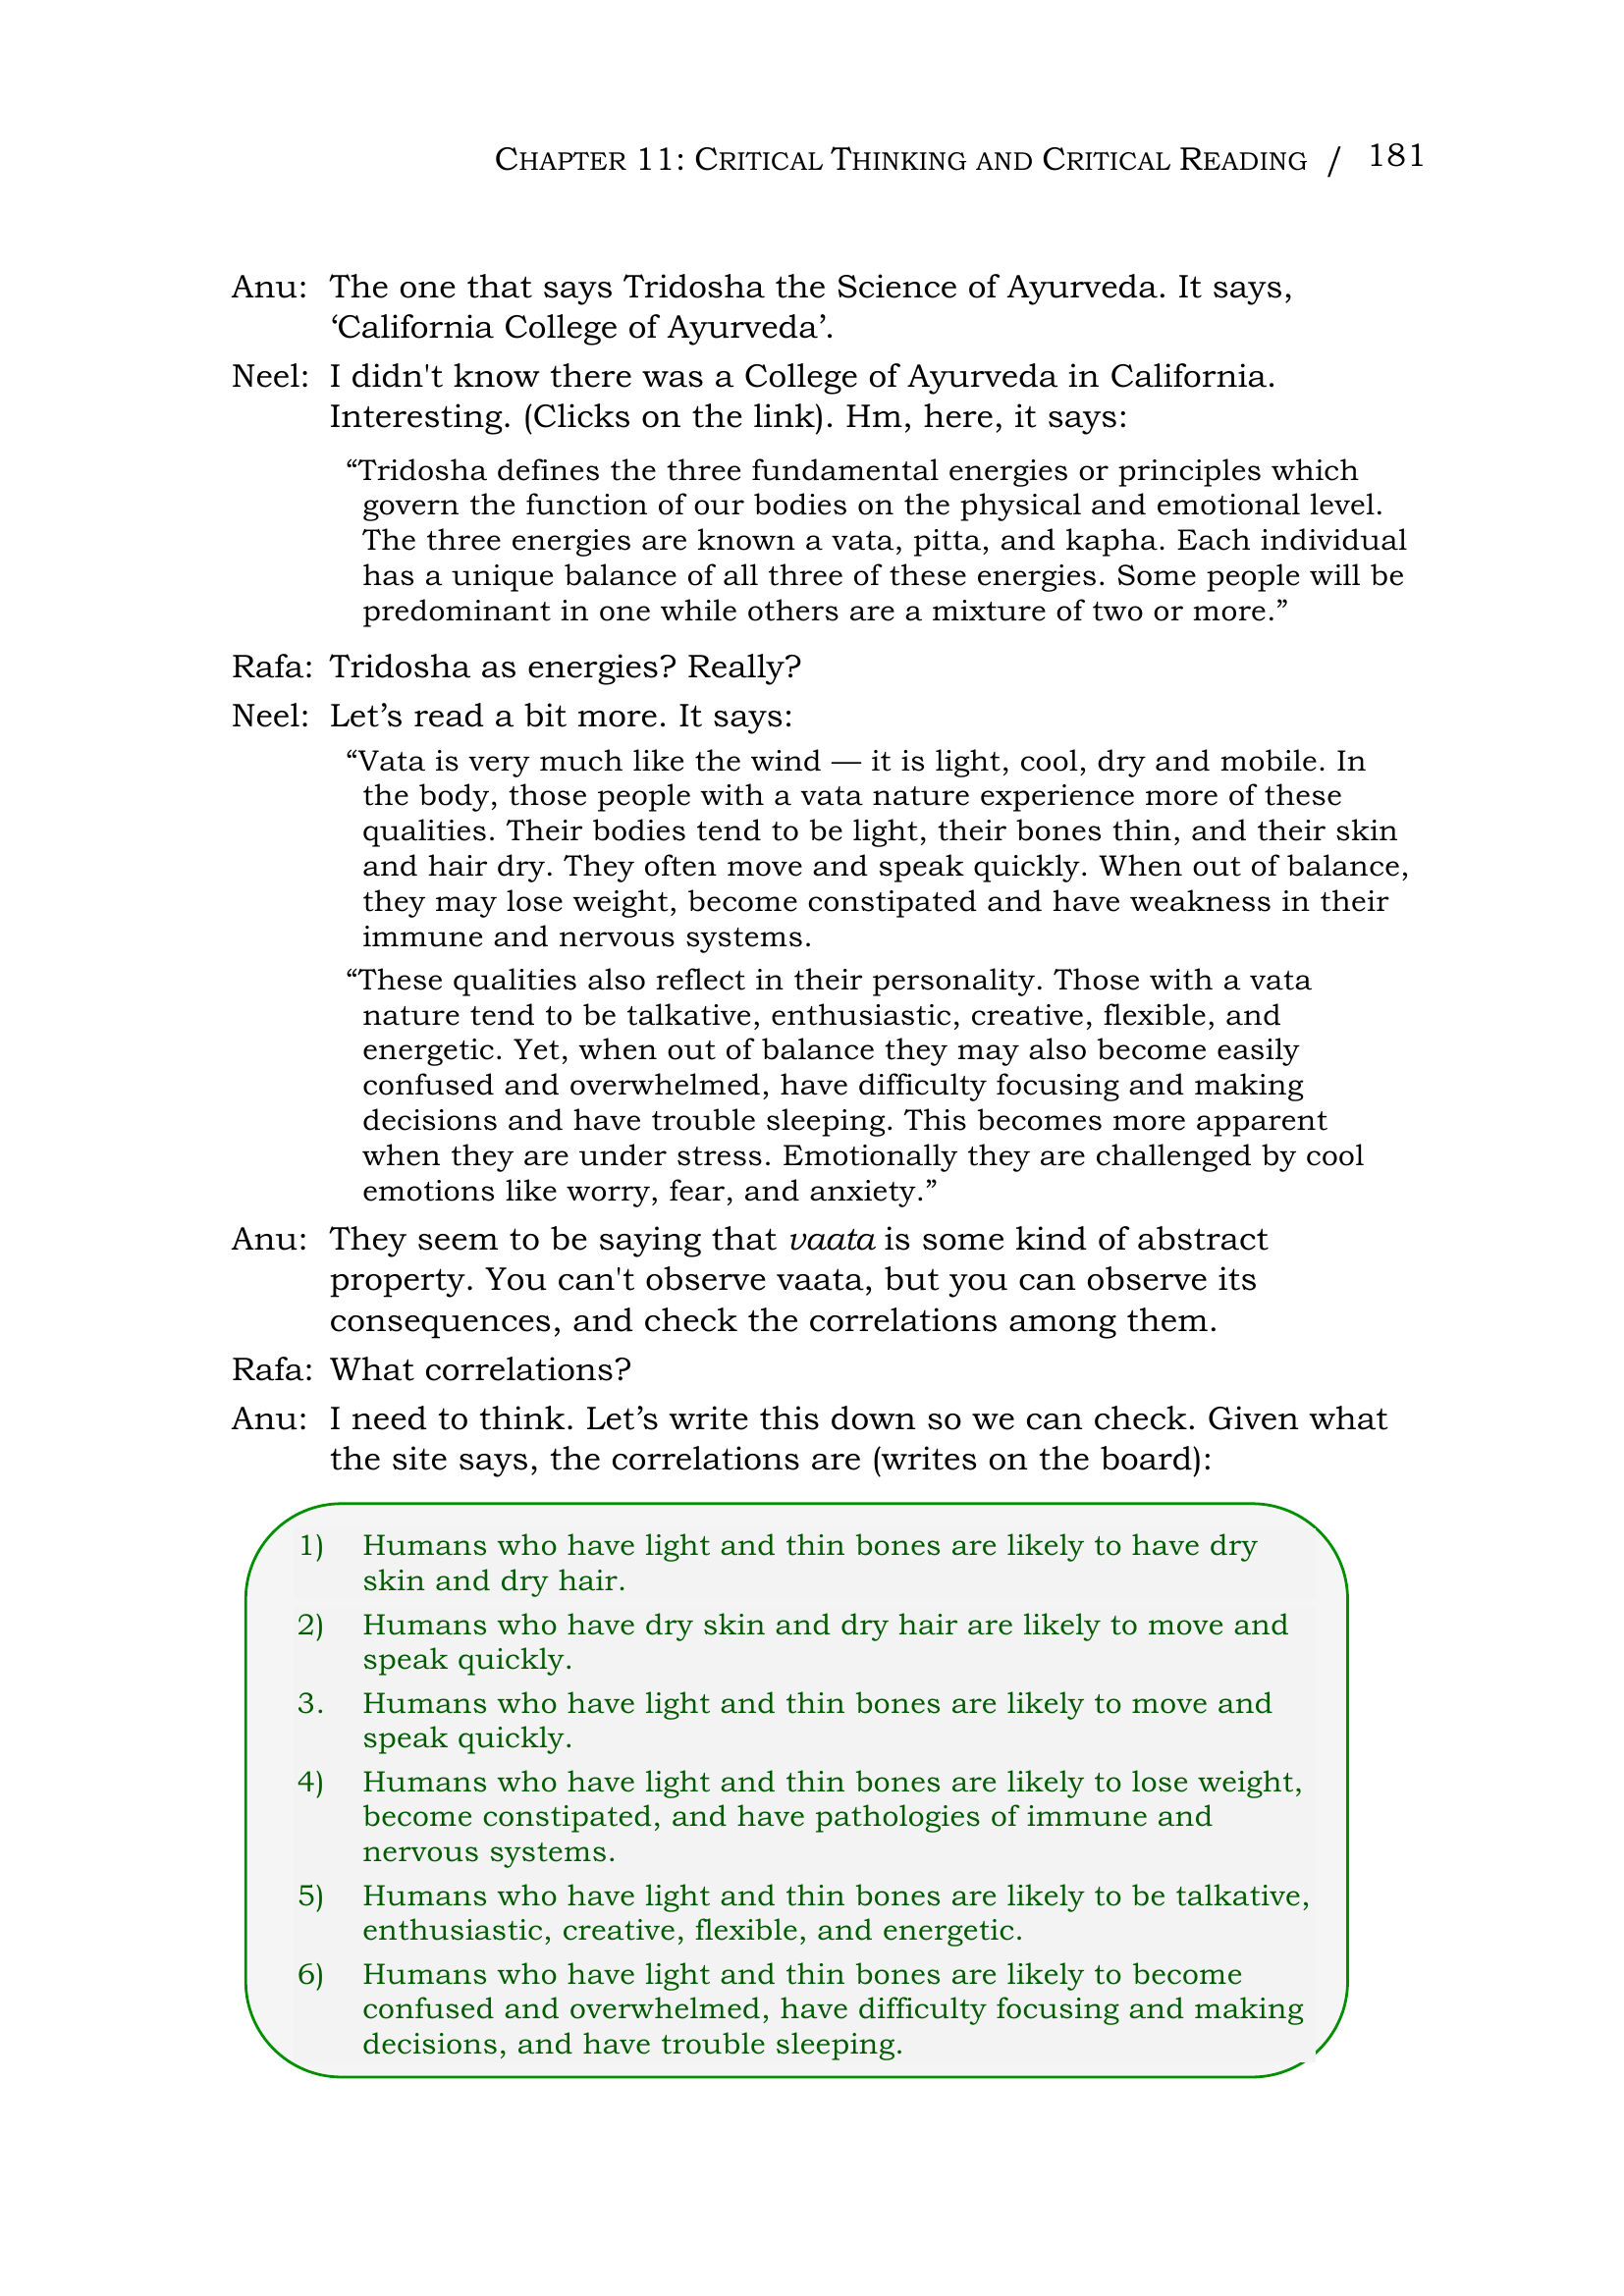 CHAPTER 11: CRITICAL THINKING AND CRITICAL READING / 181
Anu: The one that says Tridosha the Science of Ayurveda. It says,
‘California College of Ayurveda’.
Neel: I didn't know there was a College of Ayurveda in California.
Interesting. (Clicks on the link). Hm, here, it says:
“Tridosha defines the three fundamental energies or principles which
govern the function of our bodies on the physical and emotional level.
The three energies are known a vata, pitta, and kapha. Each individual
has a unique balance of all three of these energies. Some people will be
predominant in one while others are a mixture of two or more.”
Rafa: Tridosha as energies? Really?
Neel: Let’s read a bit more. It says:
“Vata is very much like the wind — it is light, cool, dry and mobile. In
the body, those people with a vata nature experience more of these
qualities. Their bodies tend to be light, their bones thin, and their skin
and hair dry. They often move and speak quickly. When out of balance,
they may lose weight, become constipated and have weakness in their
immune and nervous systems.
“These qualities also reflect in their personality. Those with a vata
nature tend to be talkative, enthusiastic, creative, flexible, and
energetic. Yet, when out of balance they may also become easily
confused and overwhelmed, have difficulty focusing and making
decisions and have trouble sleeping. This becomes more apparent
when they are under stress. Emotionally they are challenged by cool
emotions like worry, fear, and anxiety.”
Anu: They seem to be saying that vaata is some kind of abstract
property. You can't observe vaata, but you can observe its
consequences, and check the correlations among them.
Rafa: What correlations?
Anu: I need to think. Let’s write this down so we can check. Given what
the site says, the correlations are (writes on the board):
1) Humans who have light and thin bones are likely to have dry
skin and dry hair.
2) Humans who have dry skin and dry hair are likely to move and
speak quickly.
3. Humans who have light and thin bones are likely to move and
speak quickly.
4) Humans who have light and thin bones are likely to lose weight,
become constipated, and have pathologies of immune and
nervous systems.
5) Humans who have light and thin bones are likely to be talkative,
enthusiastic, creative, flexible, and energetic.
6) Humans who have light and thin bones are likely to become
confused and overwhelmed, have difficulty focusing and making
decisions, and have trouble sleeping.